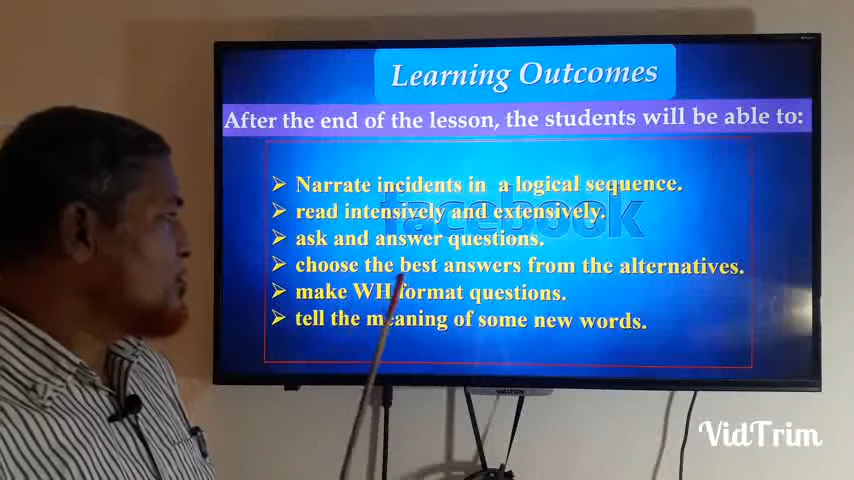 Learning Outcomes
After the end of the lesson, the students will be able to:
➢ Narrate incidents in a logical sequence.
➢ read intensively and extensively.
facebook
➢ ask and answer questions.
➢ choose the best answers from the alternatives.
➢ make WH format questions.
➢ tell the meaning of some new words.
WALTON
VidTrim